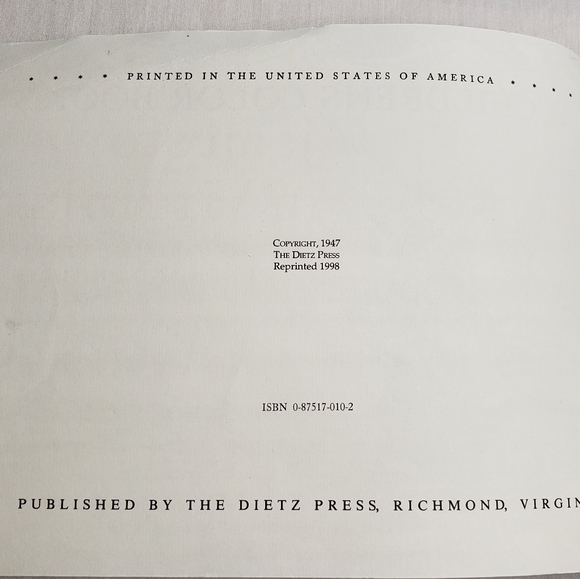 * * * * PRINTED IN THE UNITED STATES OF AMERICA * * * *
COPYRIGHT, 1947
THE DIETZ PRESS
Reprinted 1998
ISBN 0-87517-010-2
PUBLISHED BY THE DIETZ PRESS, RICHMOND, VIRGIN